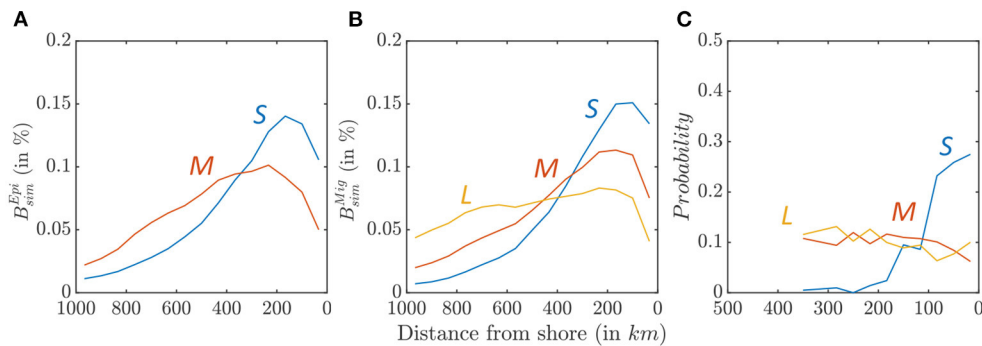 A
B
C
0.2
0.15
0.1
0.05
0
B_{sim}^{Epi} (in %)
S
M
1000 800 600 400 200 0
0.2
0.15
0.1
0.05
0
B_{sim}^{Mig} (in %)
S
M
L
1000 800 600 400 200 0
Distance from shore (in km)
0.5
0.4
0.3
0.2
0.1
0
Probability
S
L
M
500 400 300 200 100 0